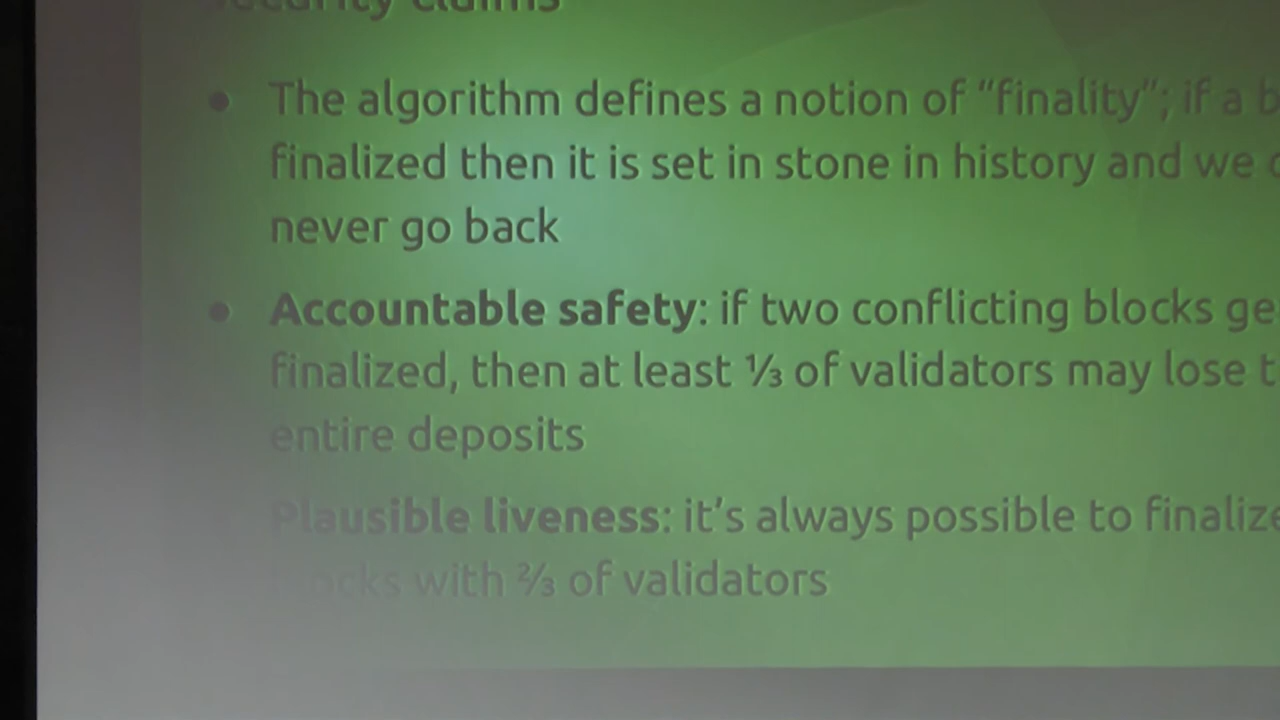 Security Claims
• The algorithm defines a notion of “finality”; if a
finalized then it is set in stone in history and we
never go back
• Accountable safety: if two conflicting blocks
finalized, then at least ⅓ of validators may lose
entire deposits
• Plausible liveness: it’s always possible to
blocks with ⅔ of validators